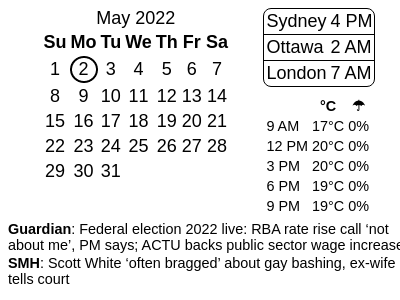 May 2022
Su Mo Tu We Th Fr Sa
1 2 3 4 5 6 7
8 9 10 11 12 13 14
15 16 17 18 19 20 21
22 23 24 25 26 27 28
29 30 31
Sydney 4 PM
Ottawa 2 AM
London 7 AM
°C ☂
9 AM 17°C 0%
12 PM 20°C 0%
3 PM 20°C 0%
6 PM 19°C 0%
9 PM 19°C 0%
Guardian: Federal election 2022 live: RBA rate rise call ‘not
about me’, PM says; ACTU backs public sector wage increase
SMH: Scott White ‘often bragged’ about gay bashing, ex-wife
tells court